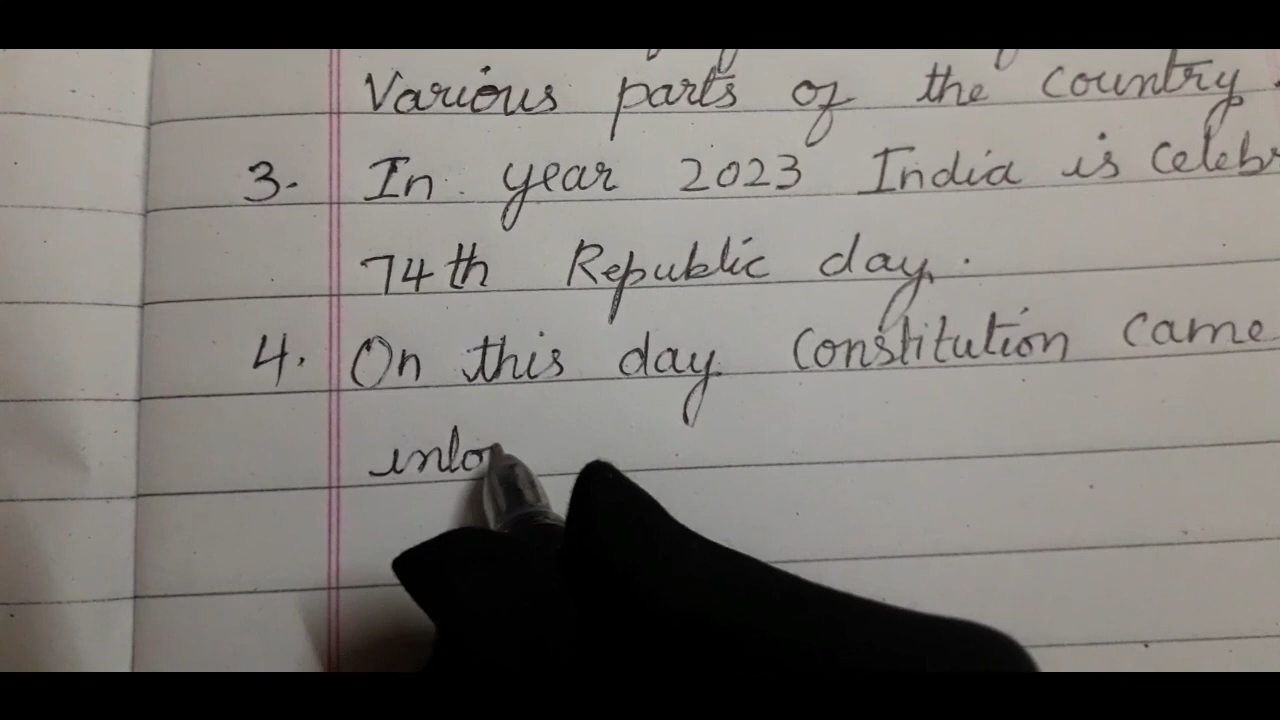 Various parts of the country.
3. In year 2023 India is celebr
74th Republic day.
4. On this day constitution came
into